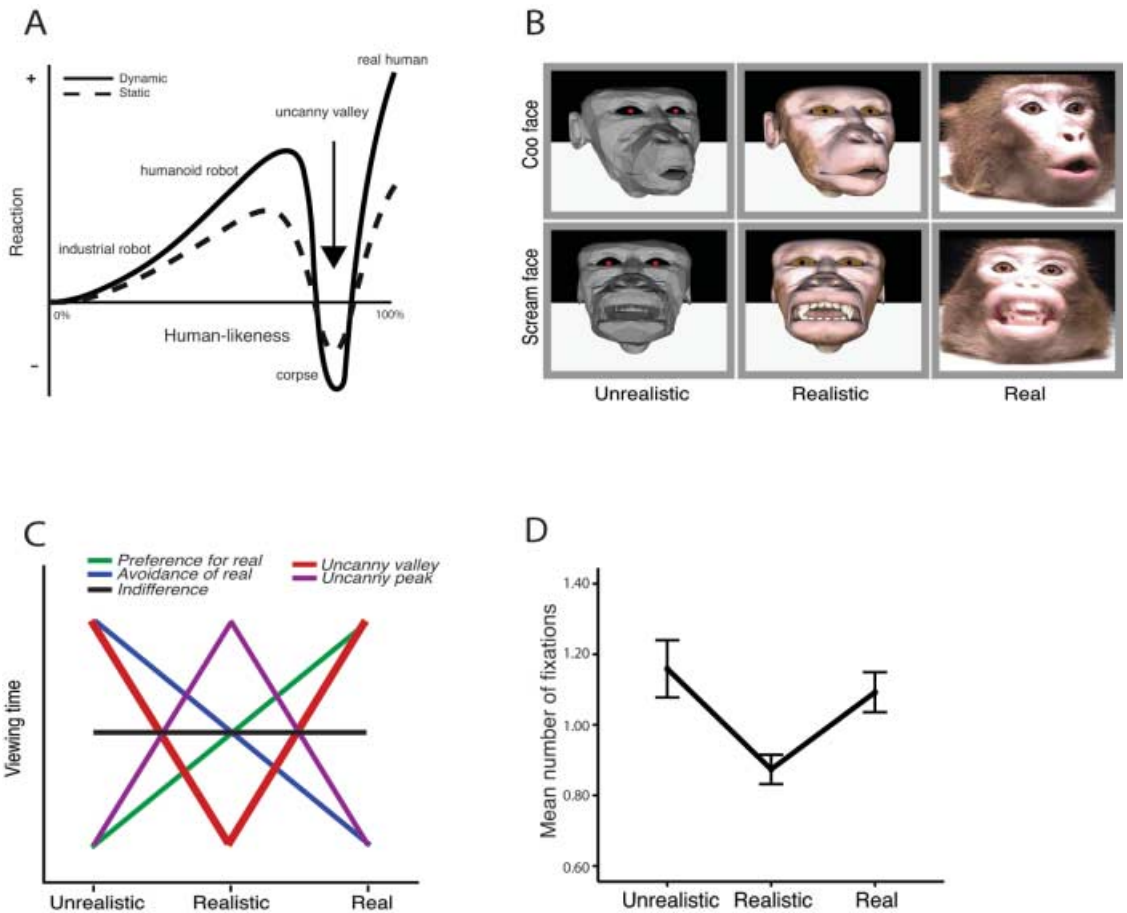 A
+
Dynamic
Static
real human
uncanny valley
humanoid robot
industrial robot
Reaction
0%
100%
Human-likeness
corpse
-
B
Coo face
Scream face
Unrealistic
Realistic
Real
C
Preference for real
Avoidance of real
Indifference
Uncanny valley
Uncanny peak
Viewing time
Unrealistic
Realistic
Real
D
Mean number of fixations
1.40
1.20
1.00
0.80
0.60
Unrealistic
Realistic
Real